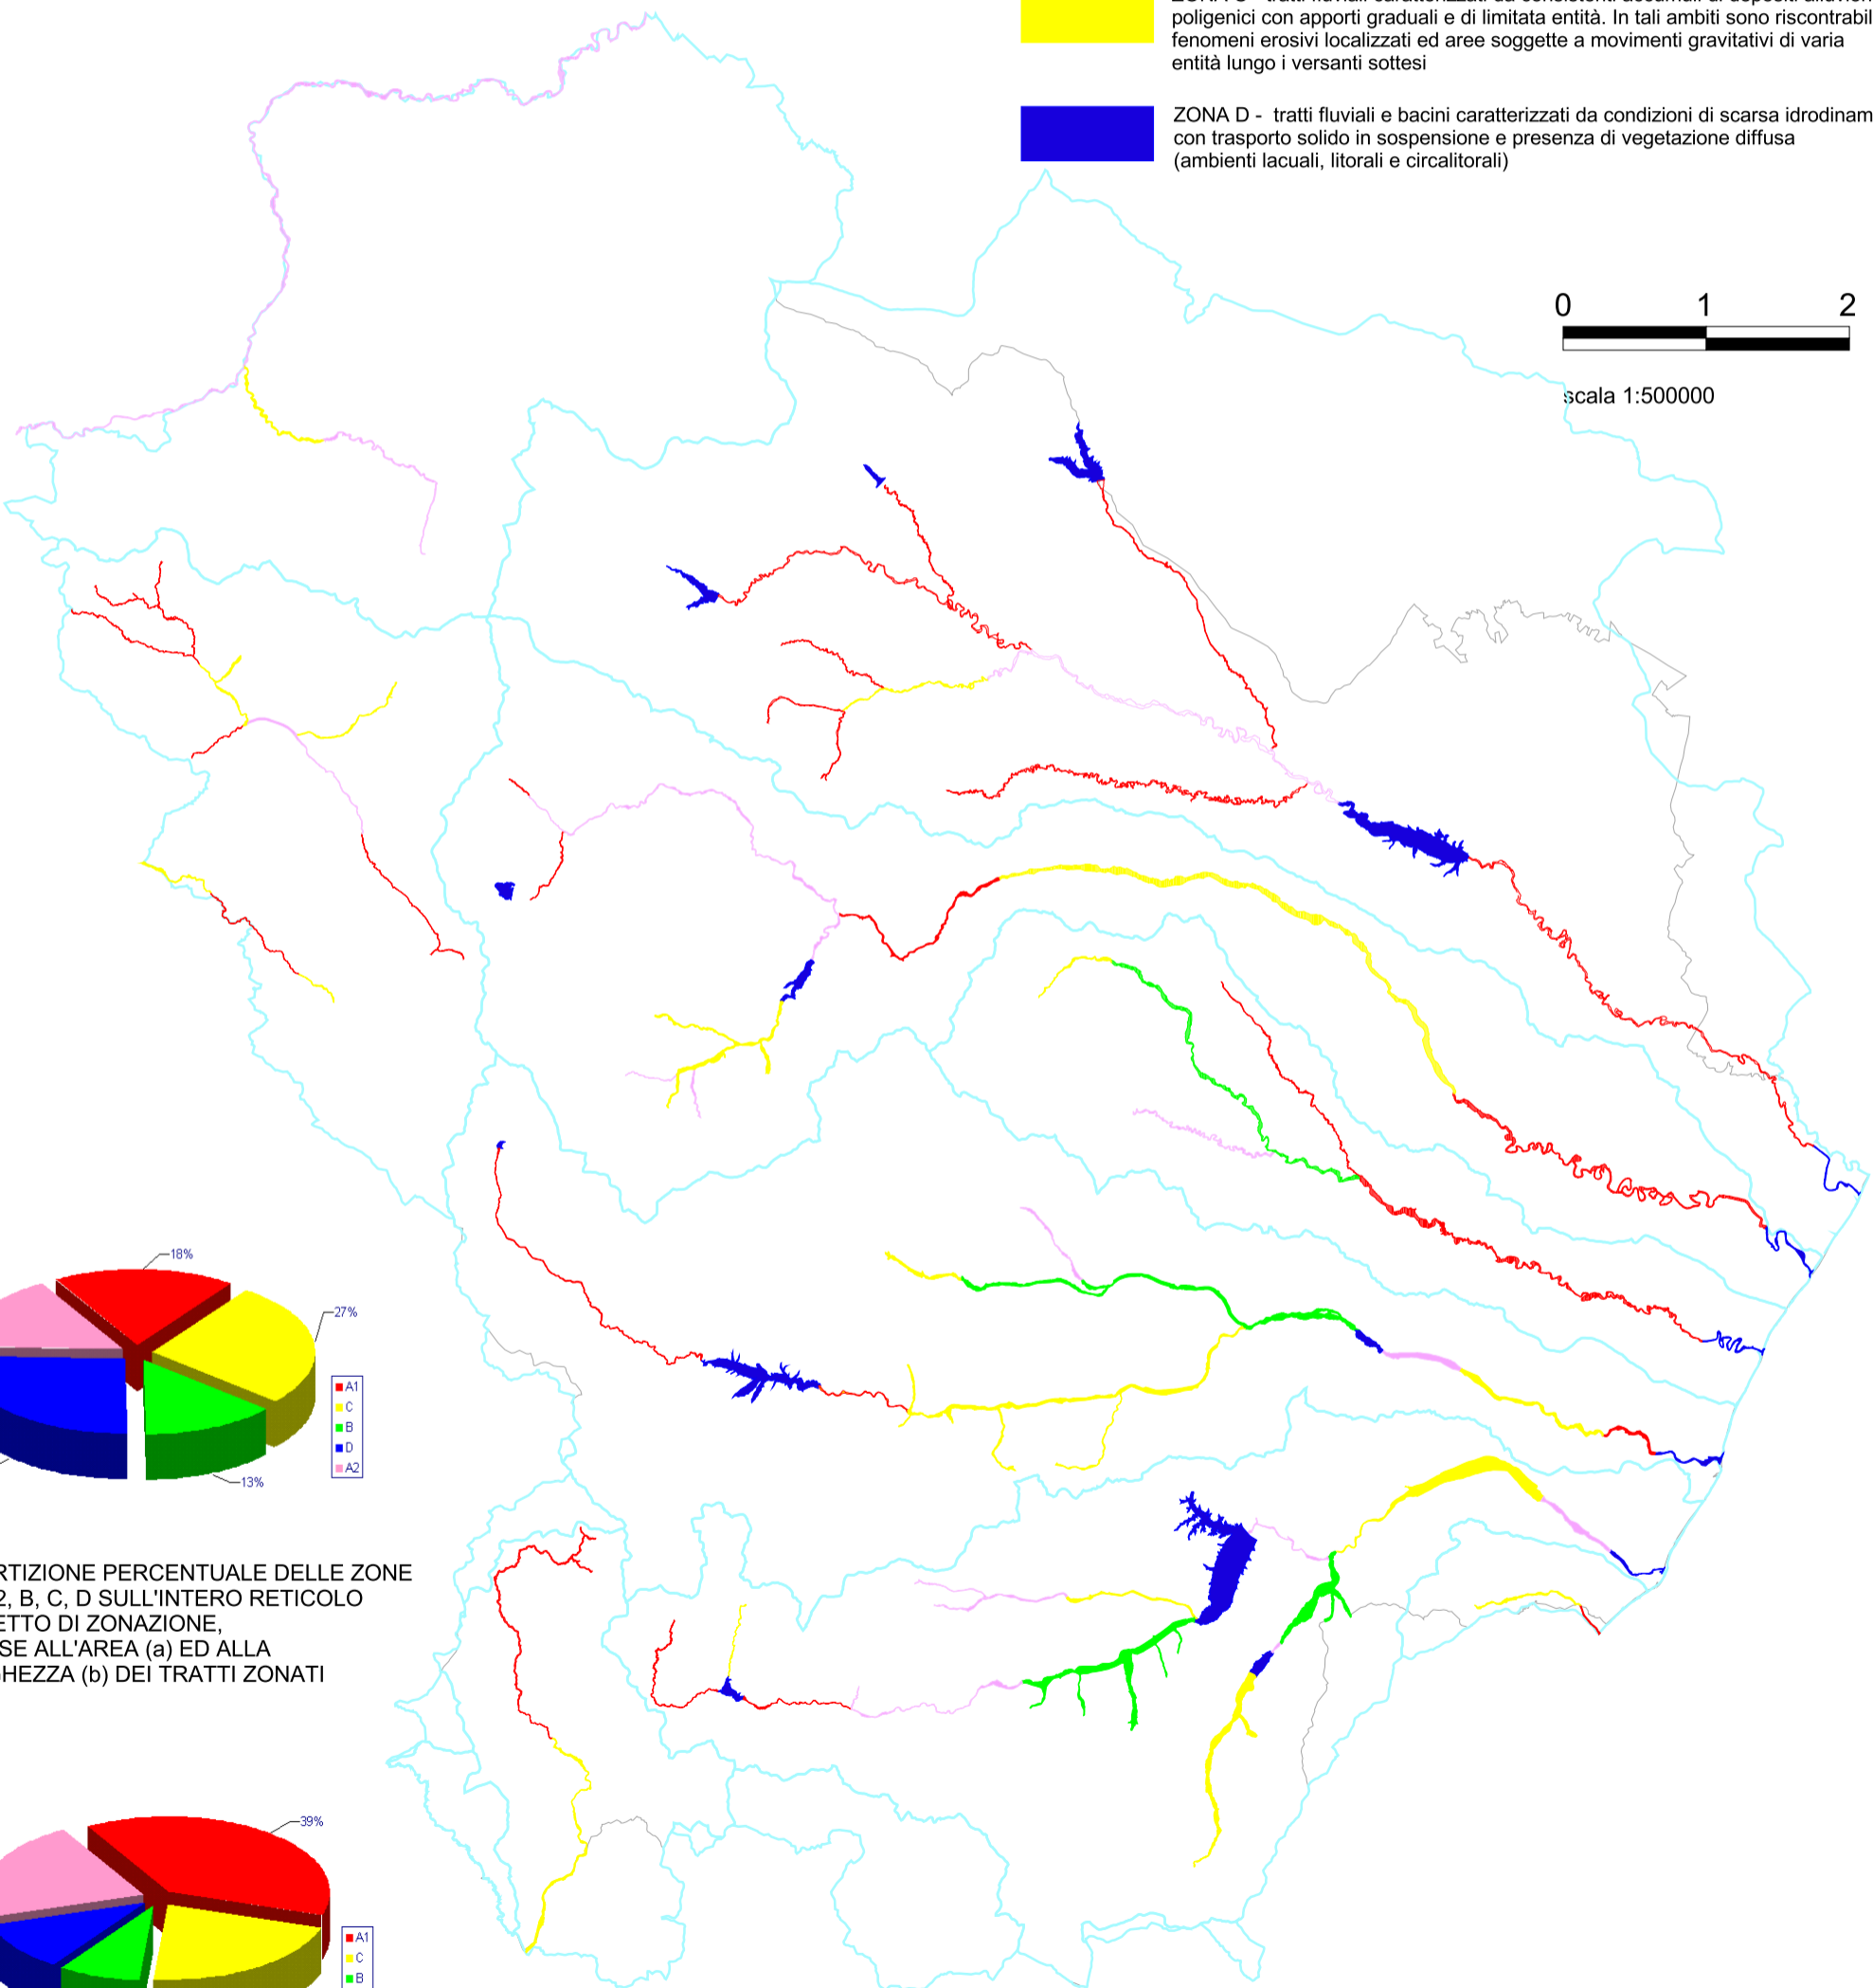 poligenici con apporti graduali e di limitata entità. In tali ambiti sono riscontrabil
fenomeni erosivi localizzati ed aree soggette a movimenti gravitativi di varia
entità lungo i versanti sottesi
ZONA D - tratti fluviali e bacini caratterizzati da condizioni di scarsa idrodinam
con trasporto solido in sospensione e presenza di vegetazione diffusa
(ambienti lacuali, litorali e circalitorali)
0 1 2
scala 1:500000
18%
27%
13%
A1
C
B
D
A2
RTIZIONE PERCENTUALE DELLE ZONE
2, B, C, D SULL'INTERO RETICOLO
ETTO DI ZONAZIONE,
SE ALL'AREA (a) ED ALLA
GHEZZA (b) DEI TRATTI ZONATI
39%
A1
C
B